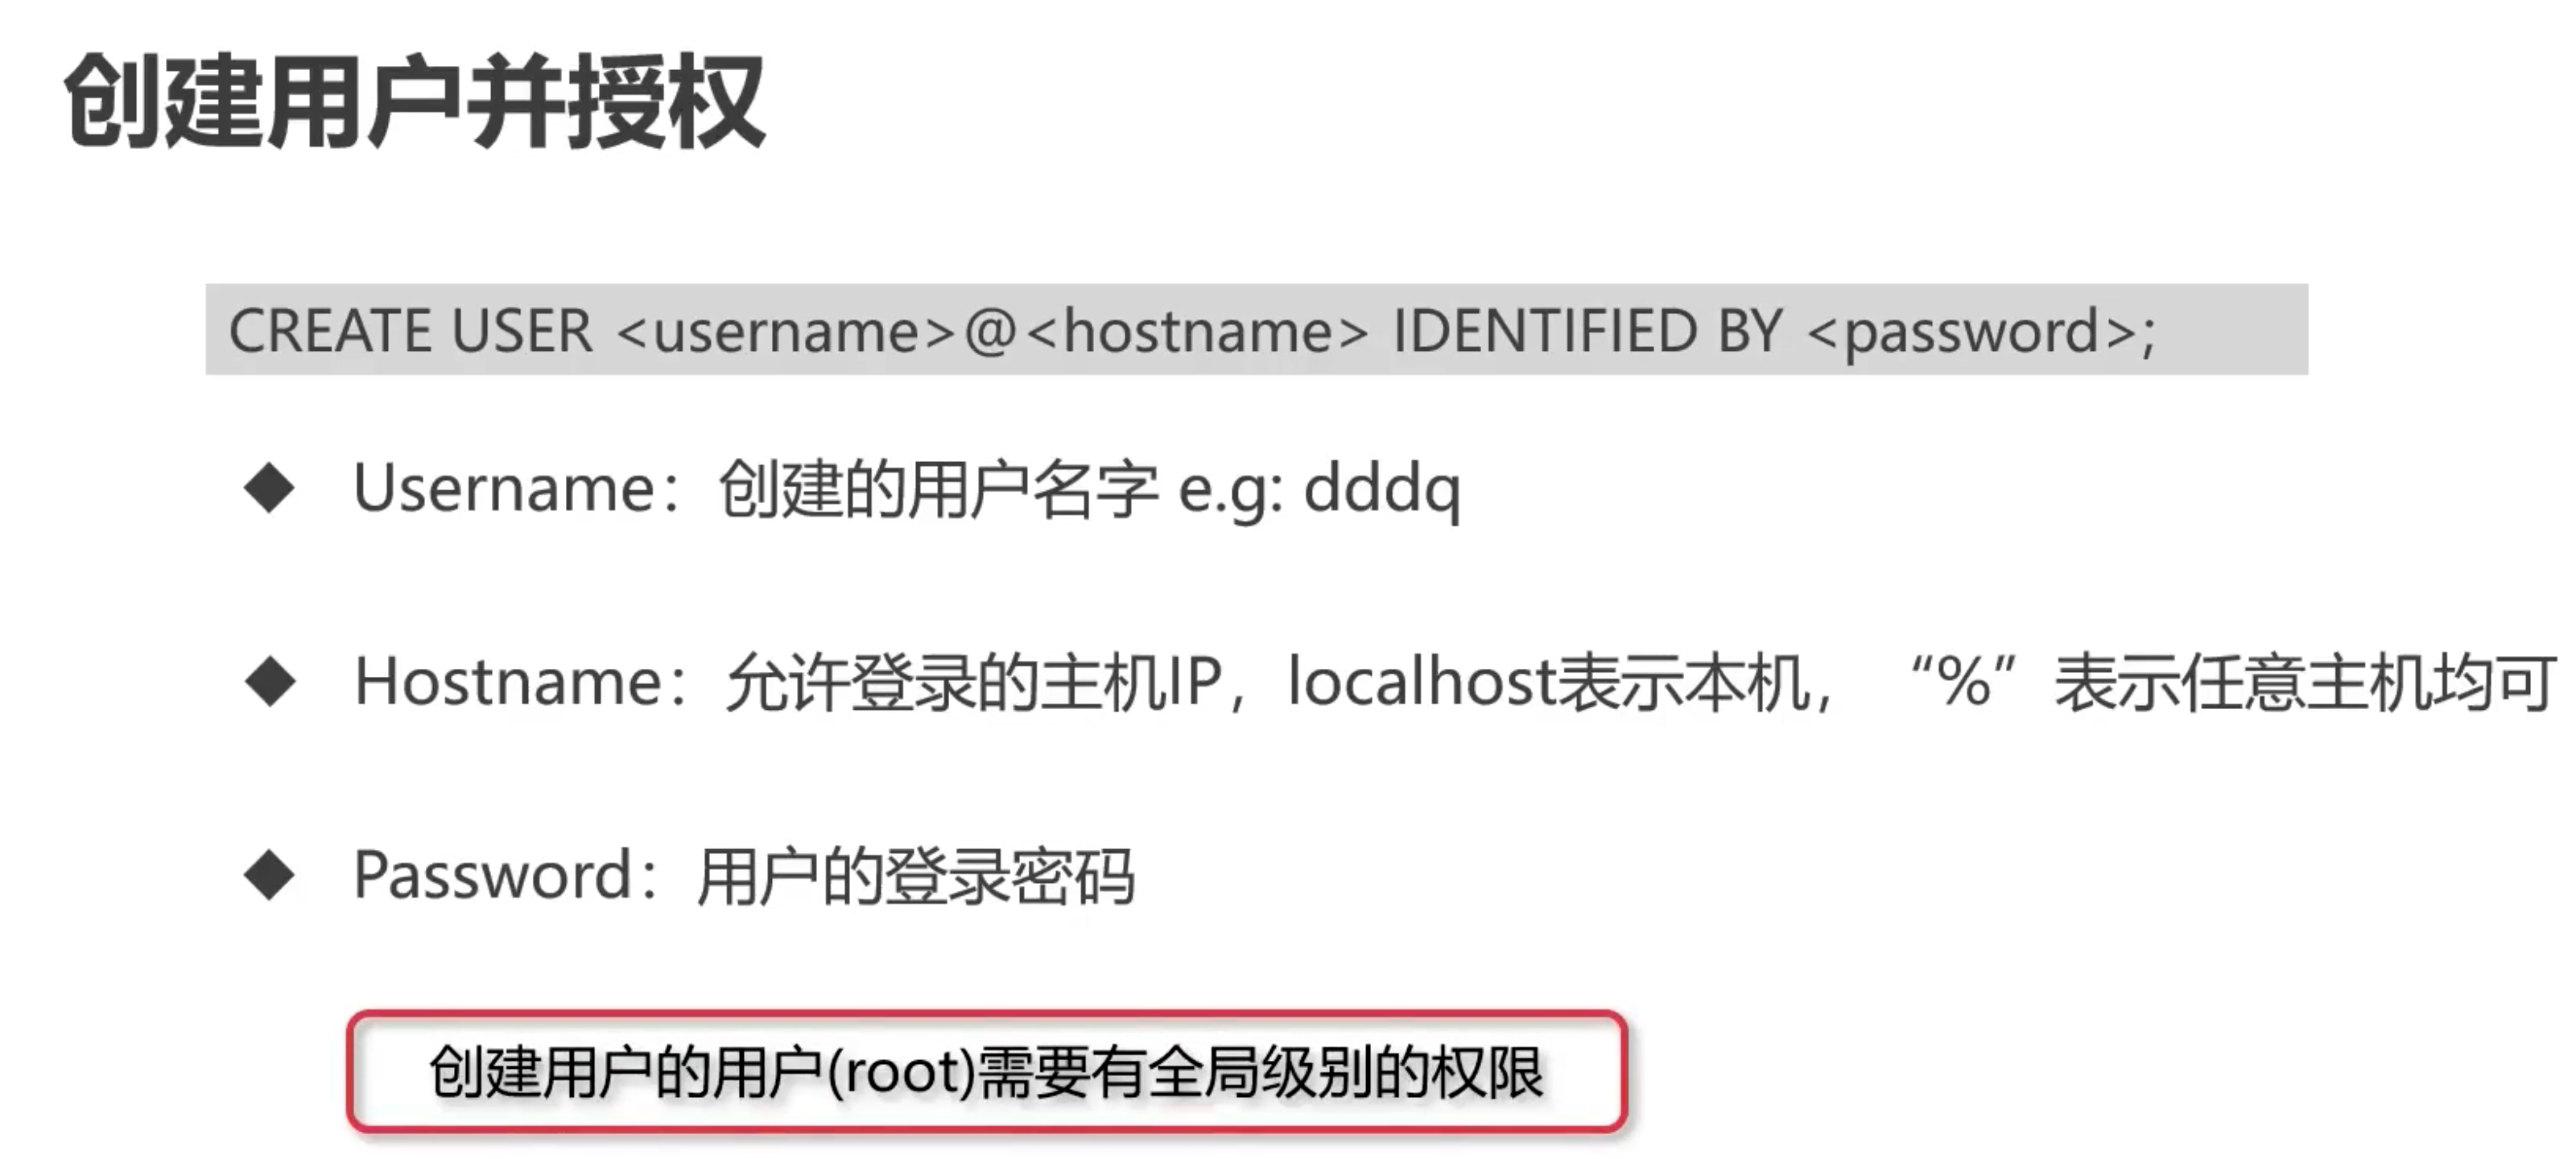 创建用户并授权
CREATE USER <username>@<hostname> IDENTIFIED BY <password>;
◆ Username：创建的用户名字 e.g: dddq
◆ Hostname：允许登录的主机IP，localhost表示本机，“%”表示任意主机均可
◆ Password：用户的登录密码
创建用户的用户(root)需要有全局级别的权限